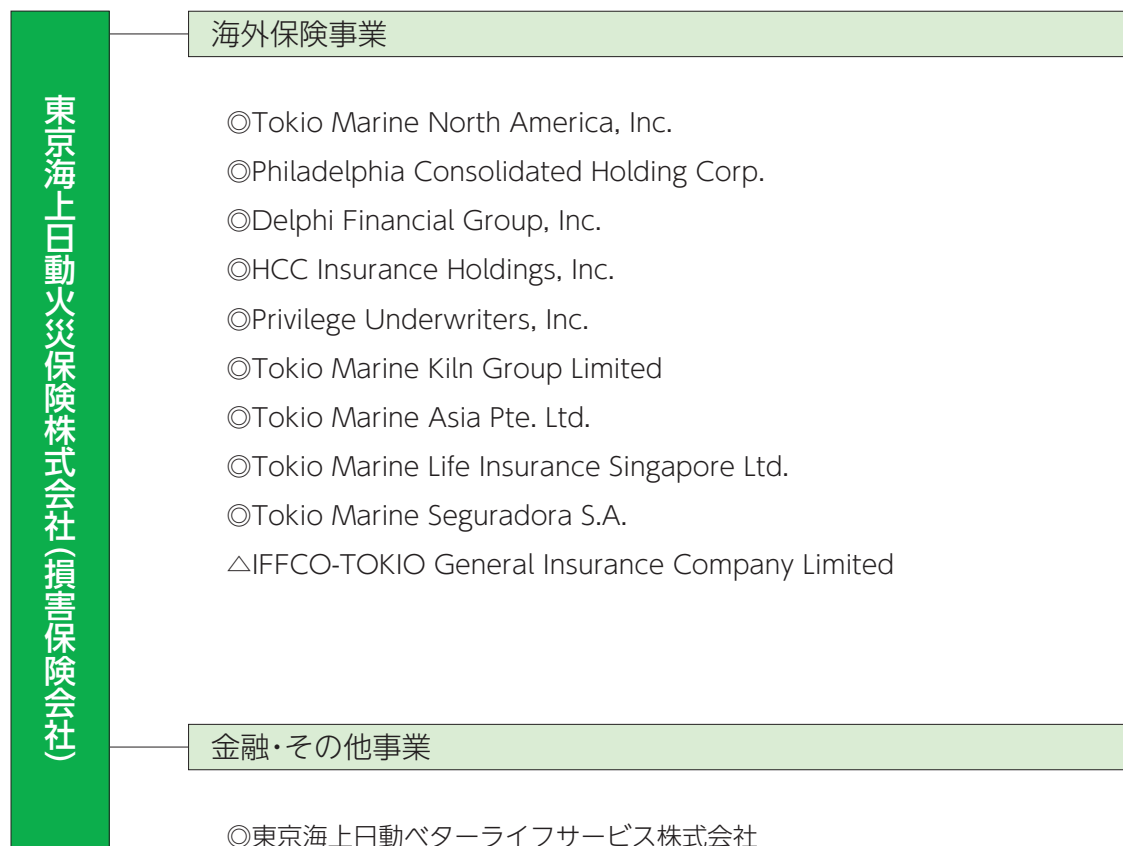 東京海上日動火災保険株式会社(損害保険会社)
海外保険事業
◎Tokio Marine North America, Inc.
◎Philadelphia Consolidated Holding Corp.
◎Delphi Financial Group, Inc.
◎HCC Insurance Holdings, Inc.
◎Privilege Underwriters, Inc.
◎Tokio Marine Kiln Group Limited
◎Tokio Marine Asia Pte. Ltd.
◎Tokio Marine Life Insurance Singapore Ltd.
◎Tokio Marine Seguradora S.A.
△IFFCO-TOKIO General Insurance Company Limited
金融・その他事業
◎東京海上日動ベターライフサービス株式会社